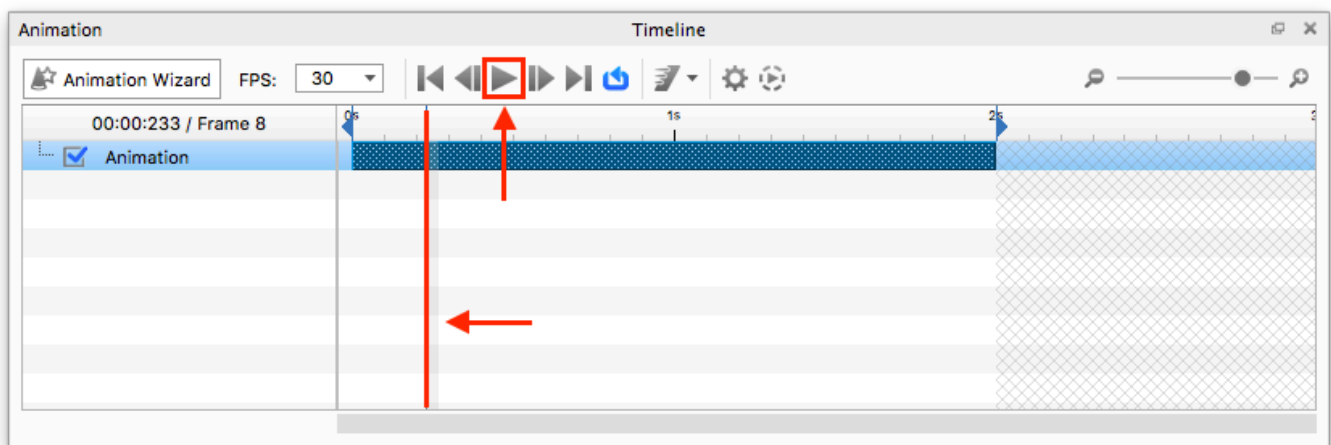 Animation Timeline
Animation Wizard FPS: 30
00:00:233 / Frame 8 0s 1s 2s 3
Animation